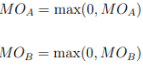 MO_A = max(0, MO_A)
MO_B = max(0, MO_B)